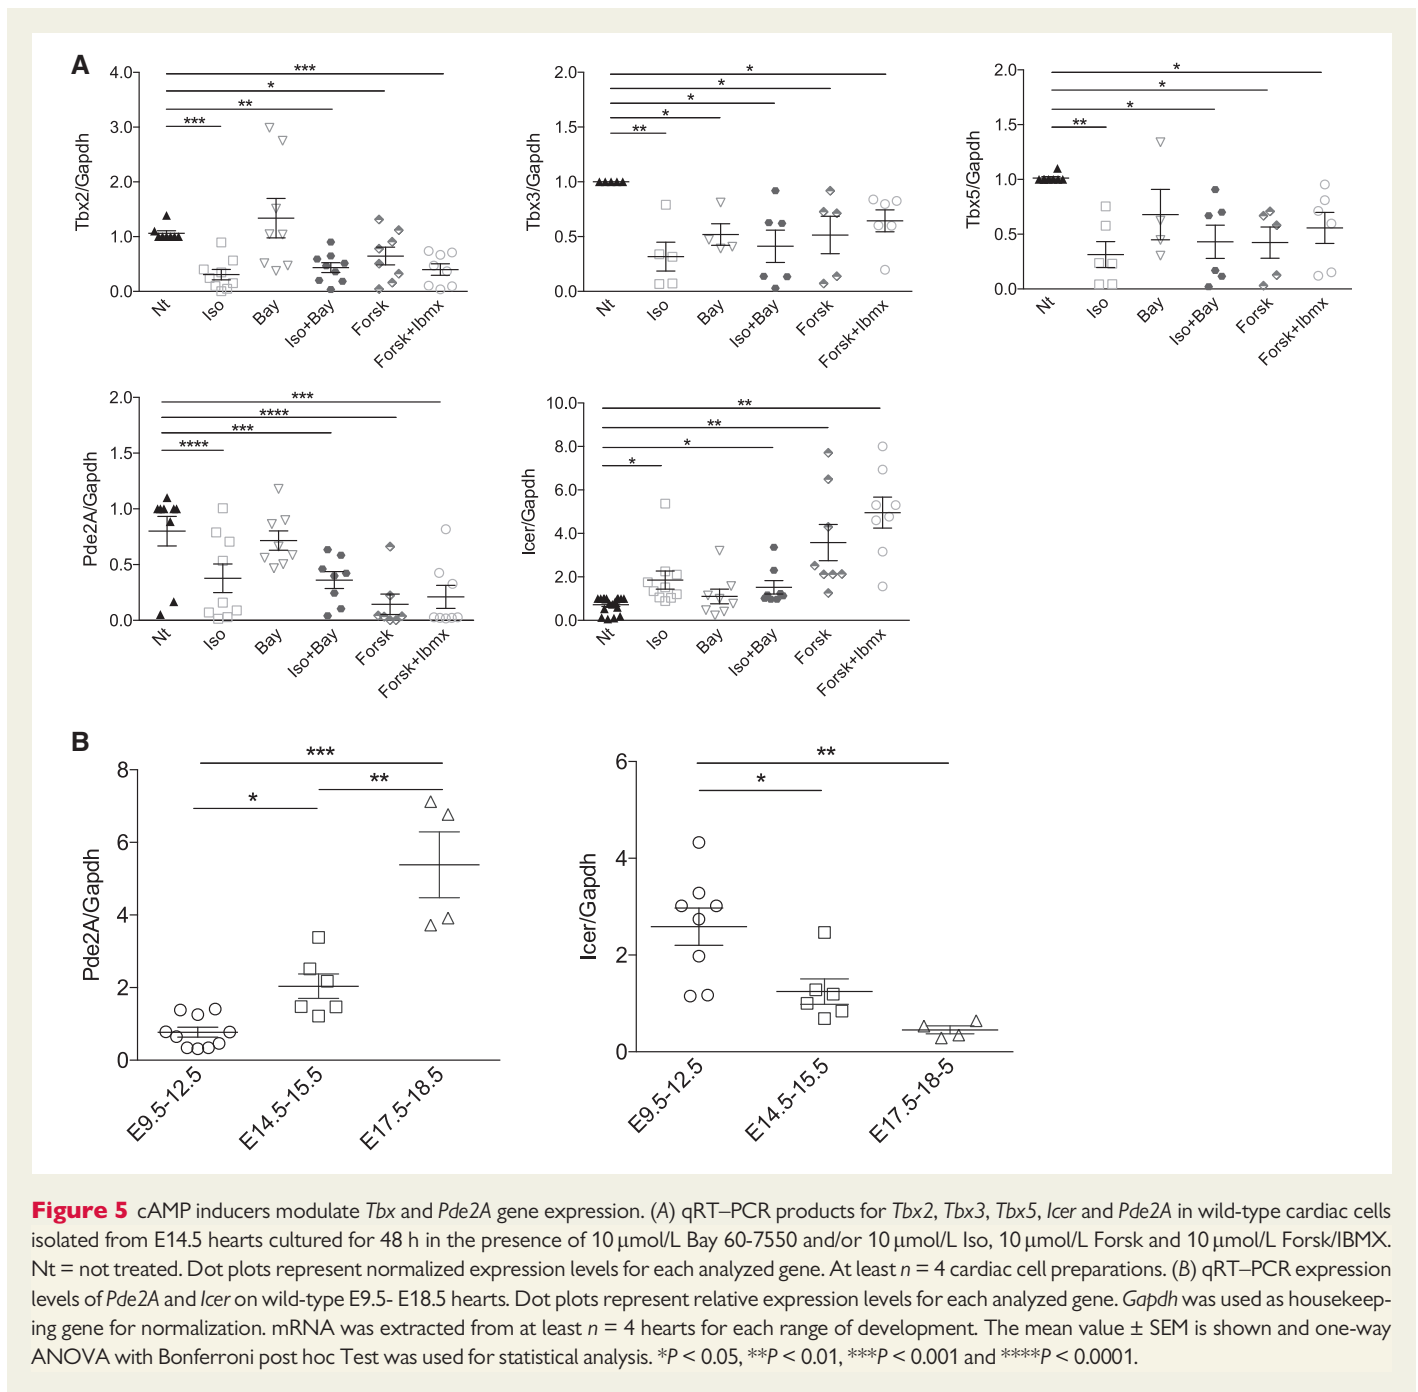 A
Tbx2/Gapdh
4.0
3.0
2.0
1.0
0.0
***
*
**
***
Nt
Iso
Bay
Iso+Bay
Forsk
Forsk+Ibmx
Tbx3/Gapdh
2.0
1.5
1.0
0.5
0.0
*
*
*
*
**
Nt
Iso
Bay
Iso+Bay
Forsk
Forsk+Ibmx
Tbx5/Gapdh
2.0
1.5
1.0
0.5
0.0
*
*
*
**
Nt
Iso
Bay
Iso+Bay
Forsk
Forsk+Ibmx
Pde2A/Gapdh
2.0
1.5
1.0
0.5
0.0
***
****
***
****
Nt
Iso
Bay
Iso+Bay
Forsk
Forsk+Ibmx
Icer/Gapdh
10.0
8.0
6.0
4.0
2.0
0.0
**
**
*
*
Nt
Iso
Bay
Iso+Bay
Forsk
Forsk+Ibmx
B
Pde2A/Gapdh
8
6
4
2
0
***
**
*
E9.5-12.5
E14.5-15.5
E17.5-18.5
Icer/Gapdh
6
4
2
0
**
*
E9.5-12.5
E14.5-15.5
E17.5-18-5
Figure 5 cAMP inducers modulate Tbx and Pde2A gene expression. (A) qRT–PCR products for Tbx2, Tbx3, Tbx5, Icer and Pde2A in wild-type cardiac cells
isolated from E14.5 hearts cultured for 48 h in the presence of 10 µmol/L Bay 60-7550 and/or 10 µmol/L Iso, 10 µmol/L Forsk and 10 µmol/L Forsk/IBMX.
Nt = not treated. Dot plots represent normalized expression levels for each analyzed gene. At least n = 4 cardiac cell preparations. (B) qRT–PCR expression
levels of Pde2A and Icer on wild-type E9.5- E18.5 hearts. Dot plots represent relative expression levels for each analyzed gene. Gapdh was used as housekeep-
ing gene for normalization. mRNA was extracted from at least n = 4 hearts for each range of development. The mean value ± SEM is shown and one-way
ANOVA with Bonferroni post hoc Test was used for statistical analysis. *P < 0.05, **P < 0.01, ***P < 0.001 and ****P < 0.0001.